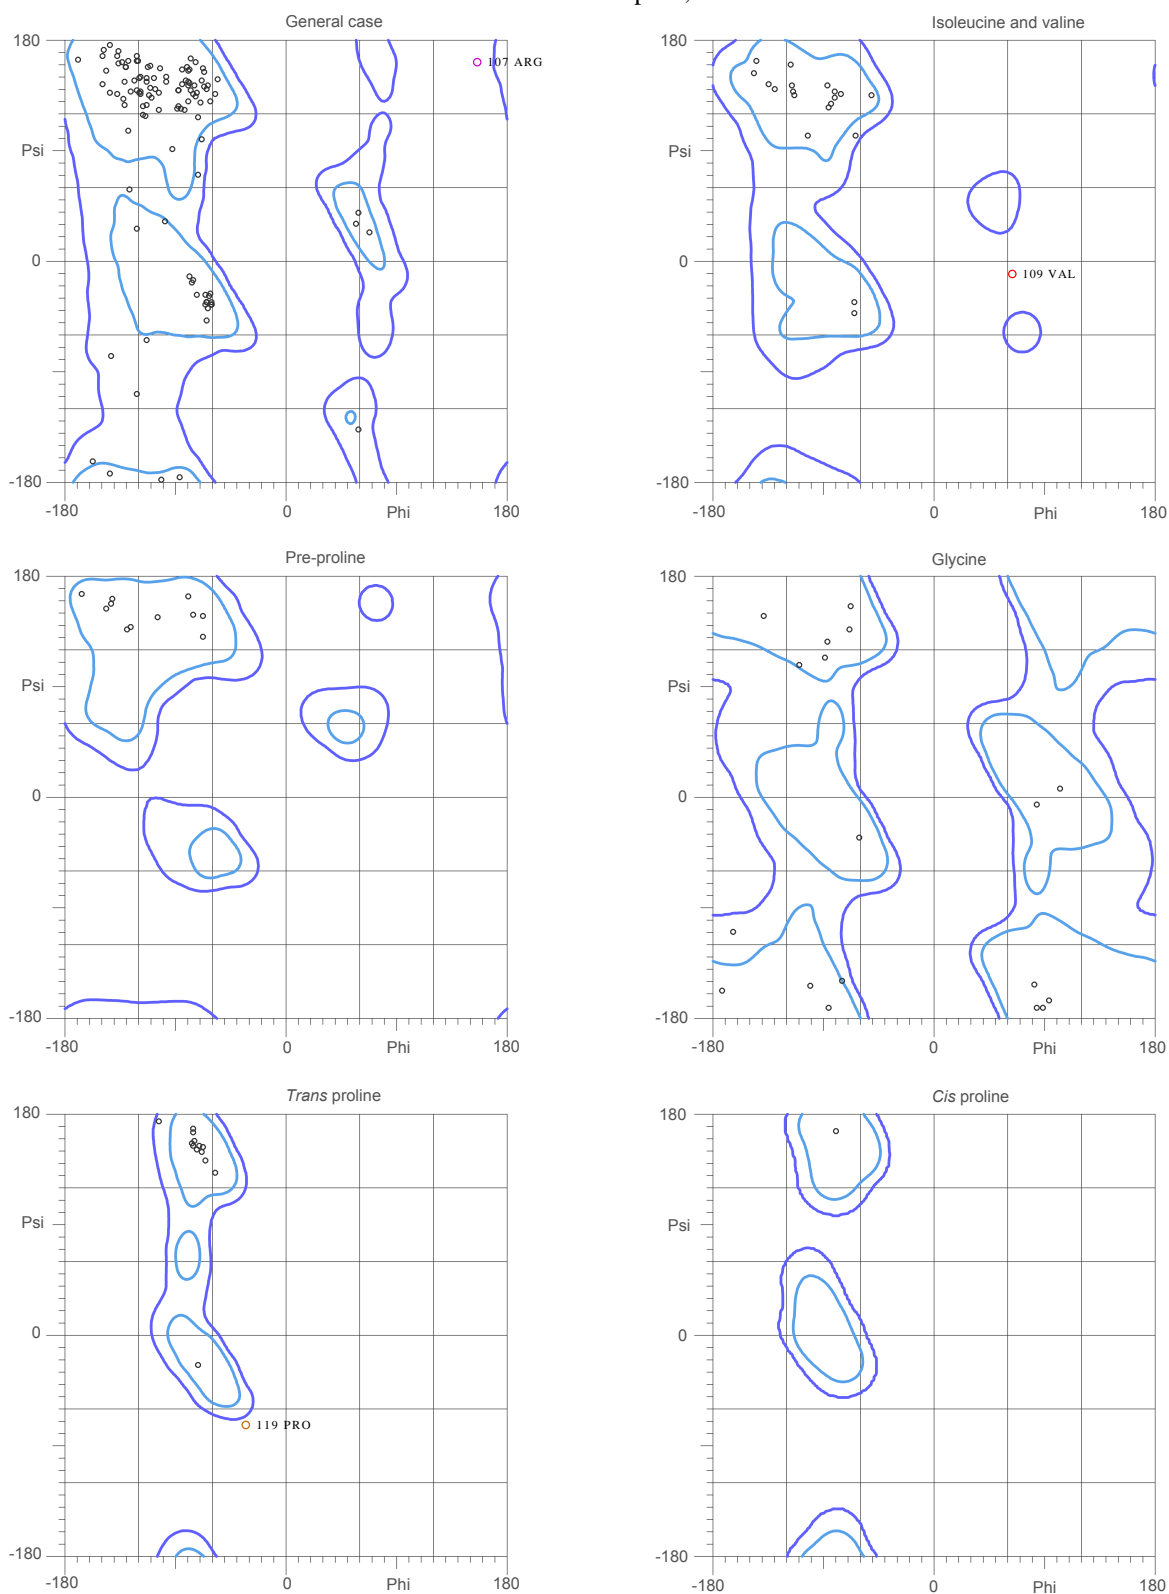 General case
180
Psi
0
-180
-180
0
Phi
180
107 ARG
Isoleucine and valine
180
Psi
0
-180
-180
0
Phi
180
109 VAL
Pre-proline
180
Psi
0
-180
-180
0
Phi
180
Glycine
180
Psi
0
-180
-180
0
Phi
180
Trans proline
180
Psi
0
-180
-180
0
Phi
180
119 PRO
Cis proline
180
Psi
0
-180
-180
0
Phi
180